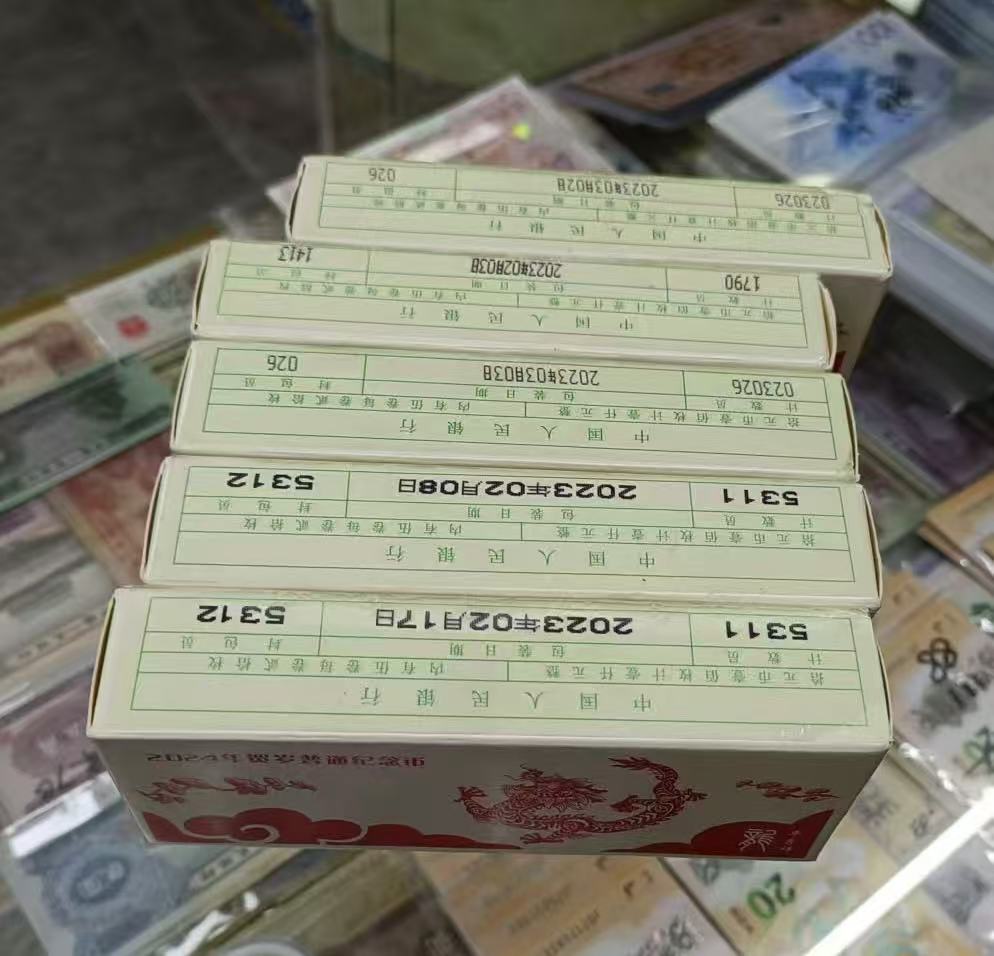 中国人民银行
拾元币壹佰枚计壹仟元整 内有伍卷每卷贰拾枚
计数员 包装日期 封包员
023026 2023年03月02日 026
中国人民银行
拾元币壹佰枚计壹仟元整 内有伍卷每卷贰拾枚
计数员 包装日期 封包员
1790 2023年02月03日 1413
中国人民银行
拾元币壹佰枚计壹仟元整 内有伍卷每卷贰拾枚
计数员 包装日期 封包员
023026 2023年03月03日 026
中国人民银行
拾元币壹佰枚计壹仟元整 内有伍卷每卷贰拾枚
计数员 包装日期 封包员
5311 2023年02月08日 5312
中国人民银行
拾元币壹佰枚计壹仟元整 内有伍卷每卷贰拾枚
计数员 包装日期 封包员
5311 2023年02月17日 5312
2024年贺岁普通纪念币
20